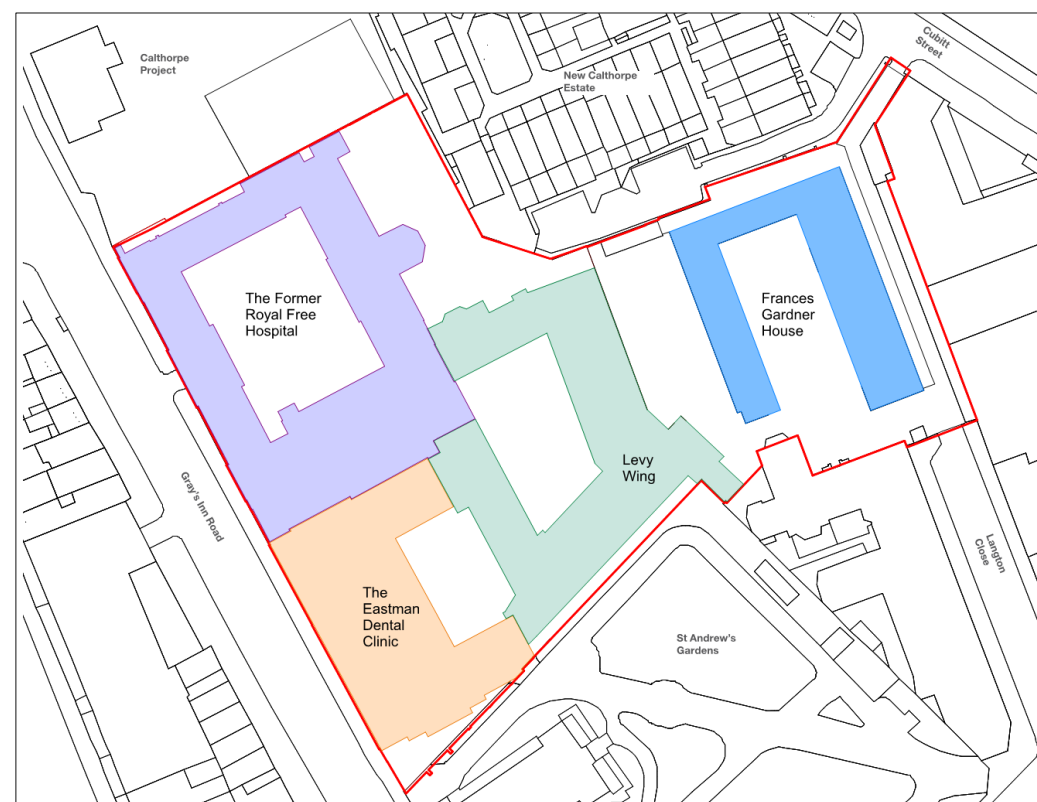 Calthorpe
Project
New Calthorpe
Estate
Cubitt
Street
The Former
Royal Free
Hospital
Frances
Gardner
House
Levy
Wing
Gray's Inn Road
The
Eastman
Dental
Clinic
St Andrew's
Gardens
Langton
Close